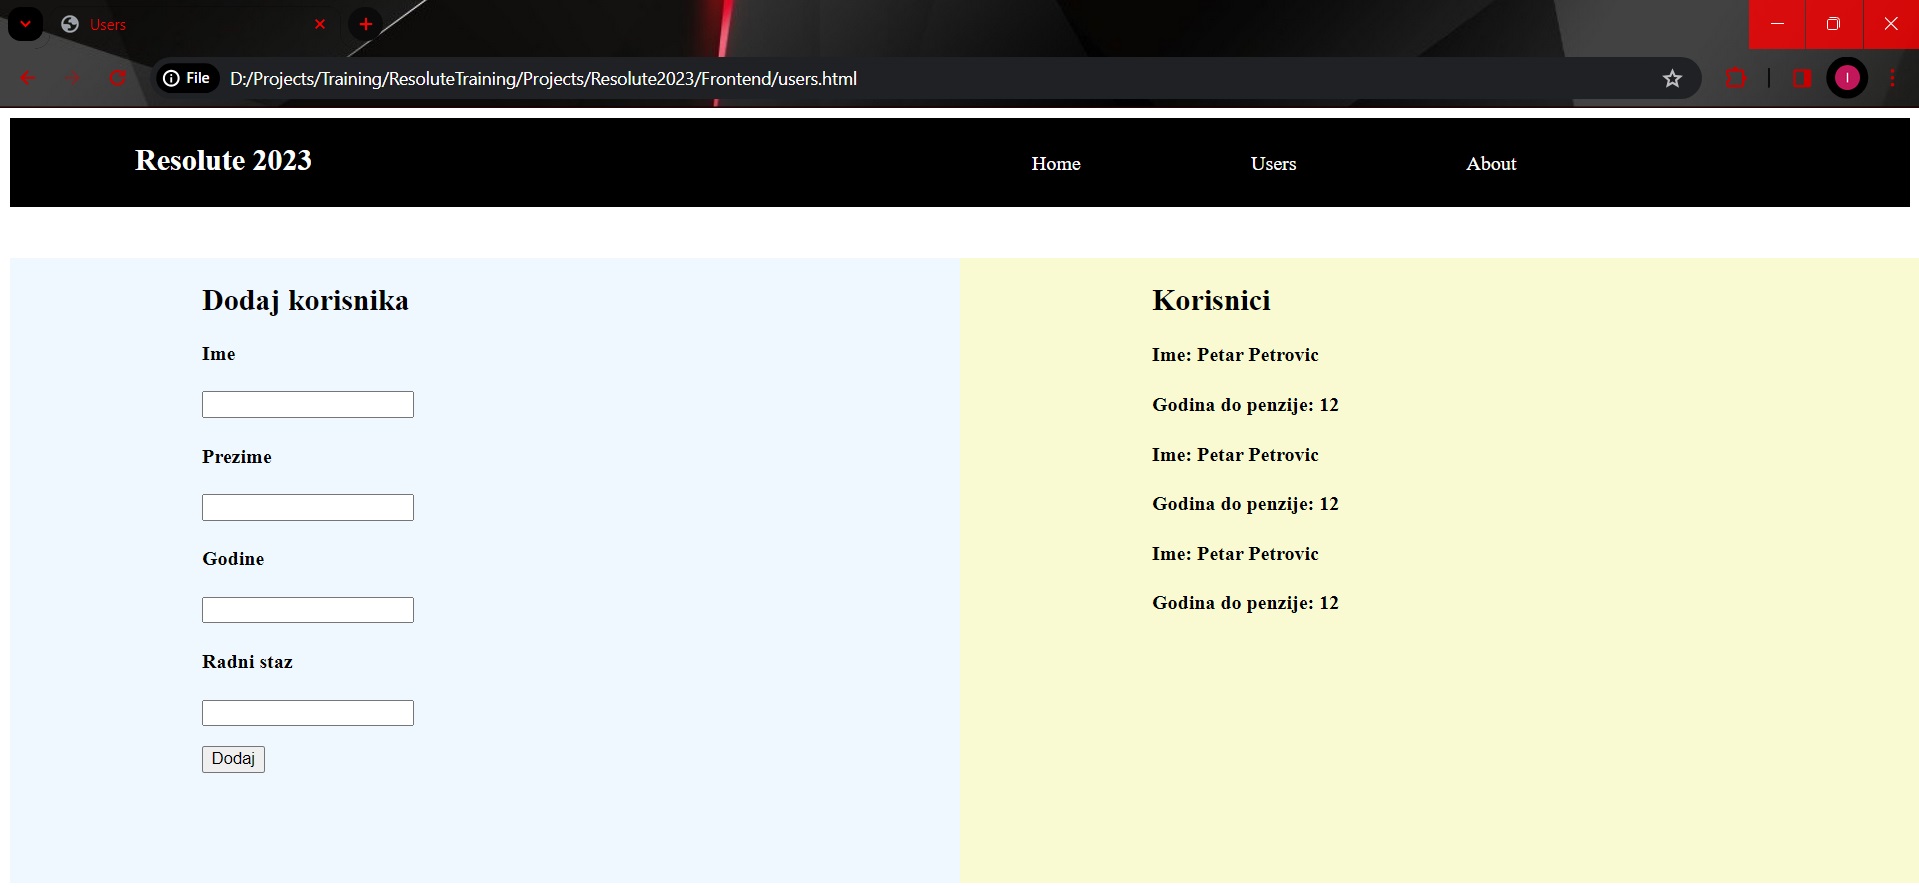 Users
File
D:/Projects/Training/ResoluteTraining/Projects/Resolute2023/Frontend/users.html
I
Resolute 2023
Home
Users
About
Dodaj korisnika
Ime
Prezime
Godine
Radni staz
Dodaj
Korisnici
Ime: Petar Petrovic
Godina do penzije: 12
Ime: Petar Petrovic
Godina do penzije: 12
Ime: Petar Petrovic
Godina do penzije: 12